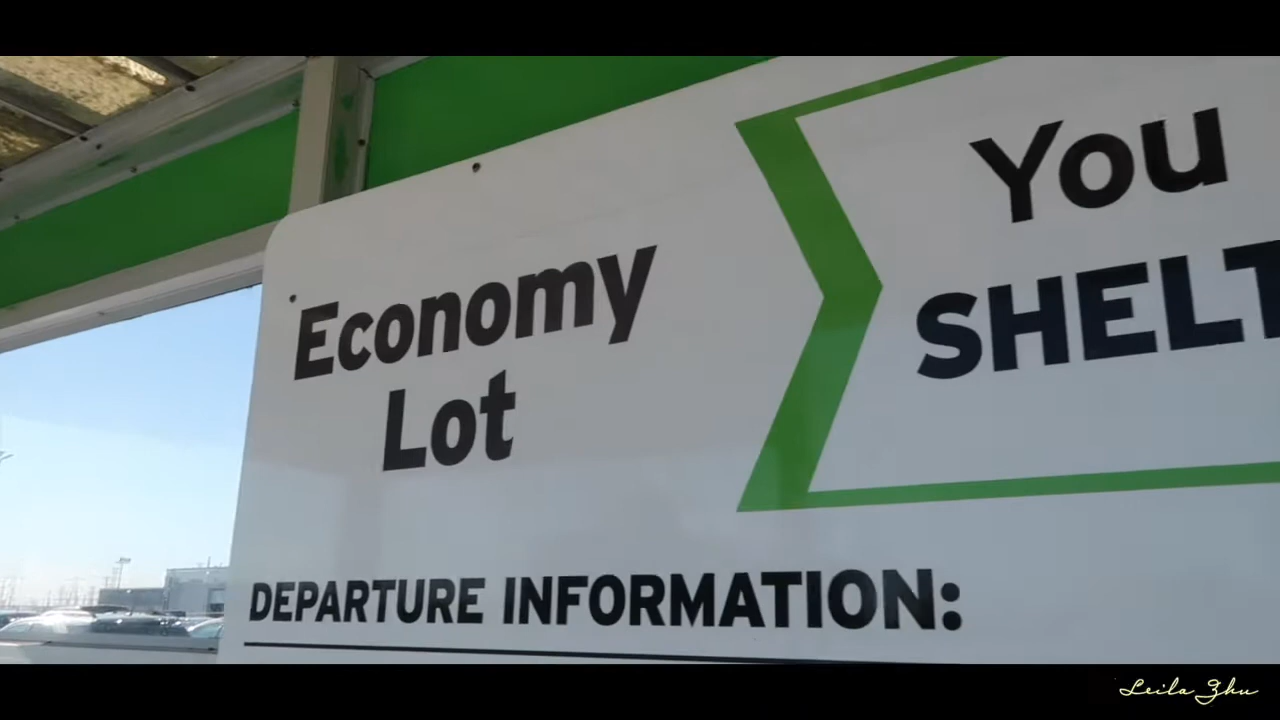 Economy
Lot
You
SHELT
DEPARTURE INFORMATION:
Leila Zhu